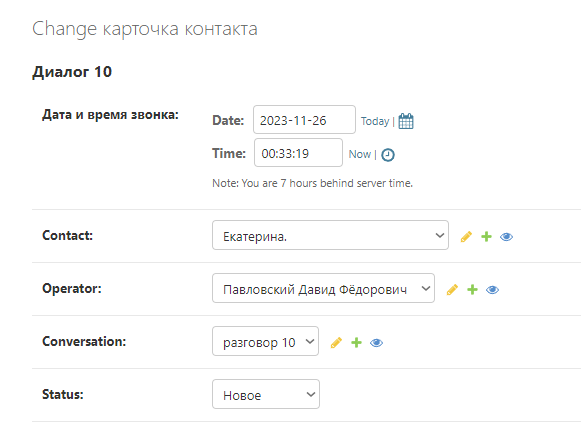 Change карточка контакта
Диалог 10
Дата и время звонка:
Date: 2023-11-26 Today |
Time: 00:33:19 Now |
Note: You are 7 hours behind server time.
Contact: Екатерина.
Operator: Павловский Давид Фёдорович
Conversation: разговор 10
Status: Новое